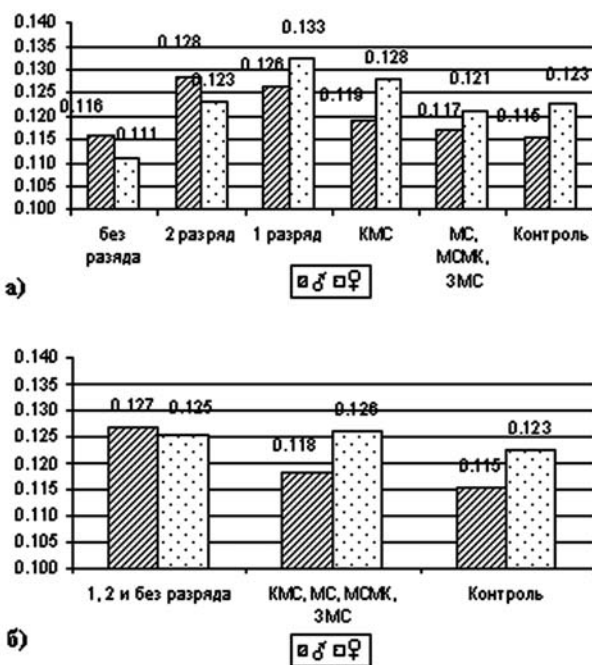 0.140
0.135
0.130
0.125
0.120
0.115
0.110
0.105
0.100
0.116 0.111 0.128 0.123 0.126 0.133 0.119 0.128 0.117 0.121 0.115 0.123
без разяда
2 разряд
1 разряд
КМС
МС, МСМК, ЗМС
Контроль
♂ ♀
а)
0.140
0.135
0.130
0.125
0.120
0.115
0.110
0.105
0.100
0.127 0.125 0.118 0.126 0.115 0.123
1, 2 и без разряда
КМС, МС, МСМК, ЗМС
Контроль
♂ ♀
б)